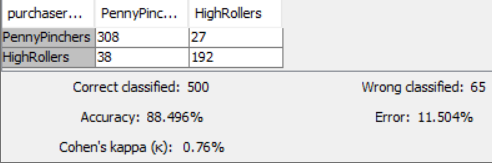 purchaser... PennyPinc... HighRollers
PennyPinchers 308 27
HighRollers 38 192
Correct classified: 500 Wrong classified: 65
Accuracy: 88.496% Error: 11.504%
Cohen's kappa (κ): 0.76%